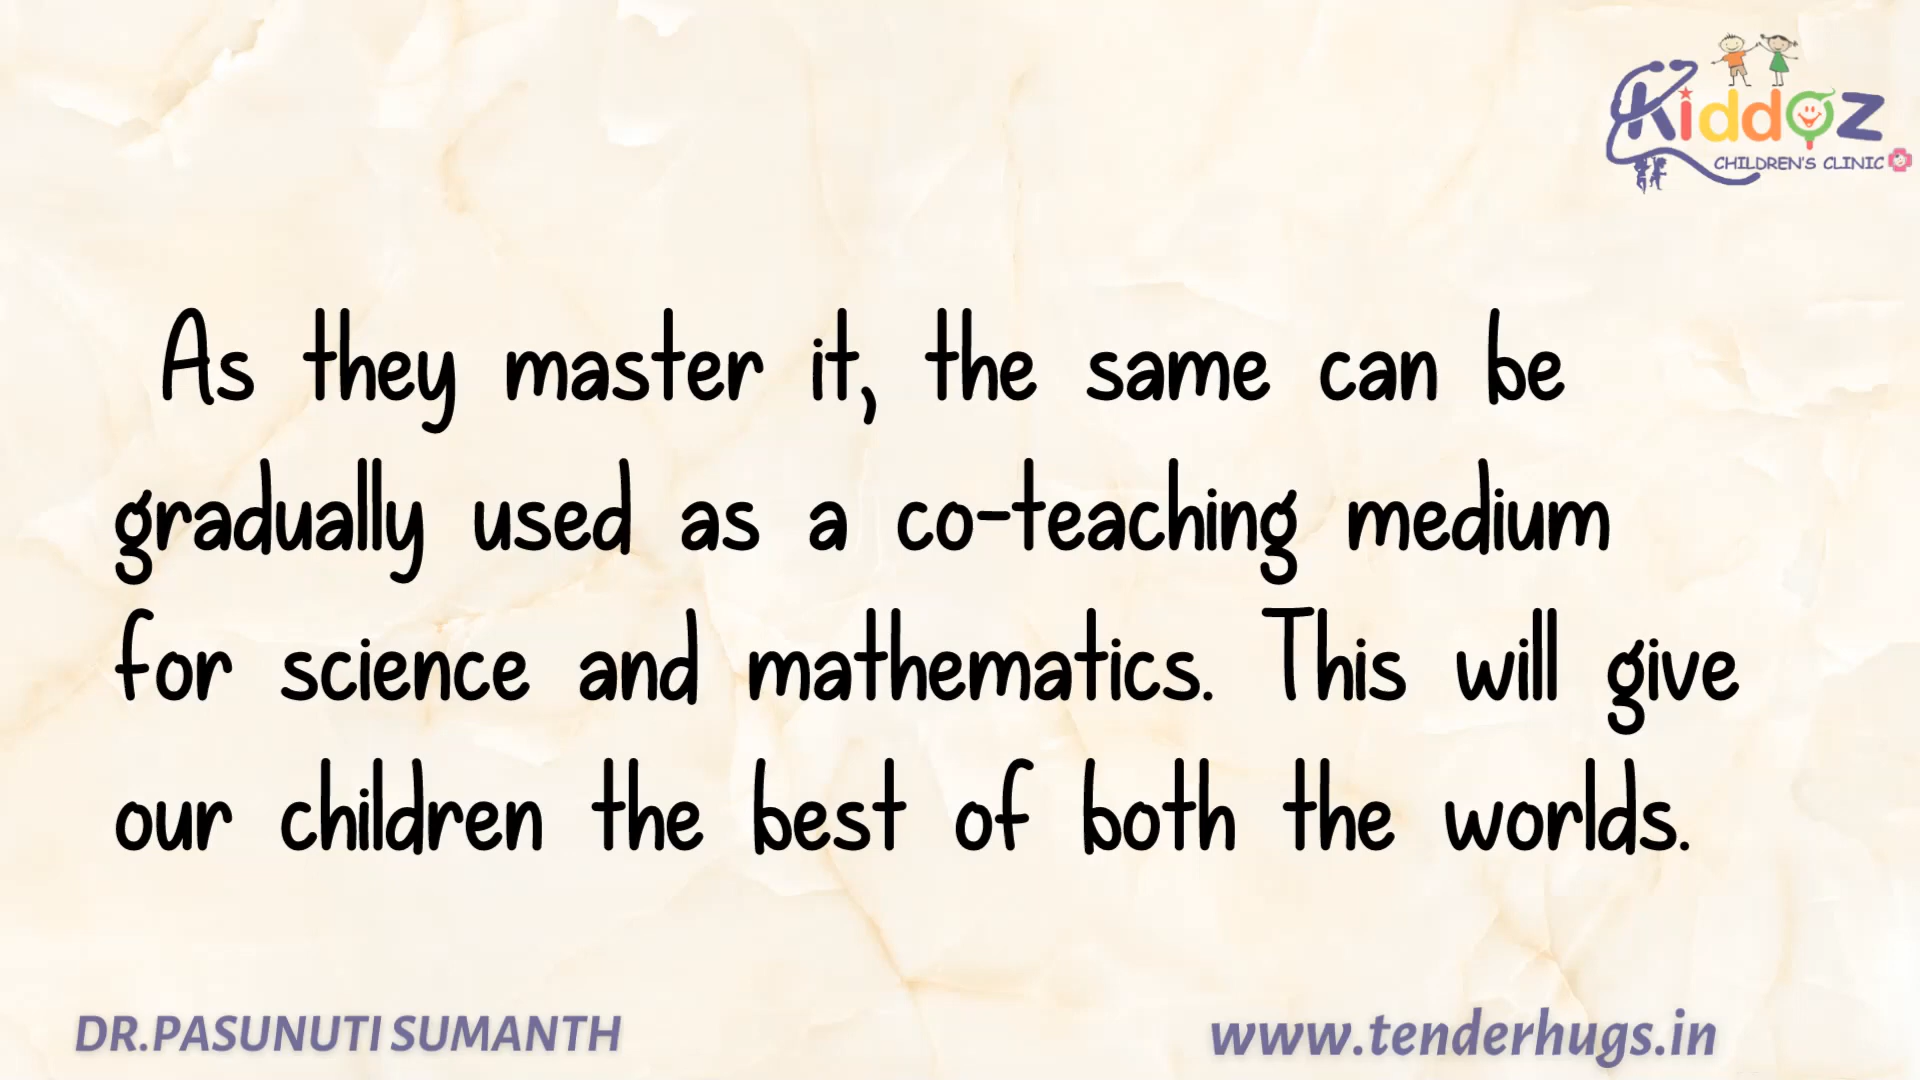 Kiddoz
CHILDREN'S CLINIC
As they master it, the same can be
gradually used as a co-teaching medium
for science and mathematics. This will give
our children the best of both the worlds.
DR.PASUNUTI SUMANTH
www.tenderhugs.in